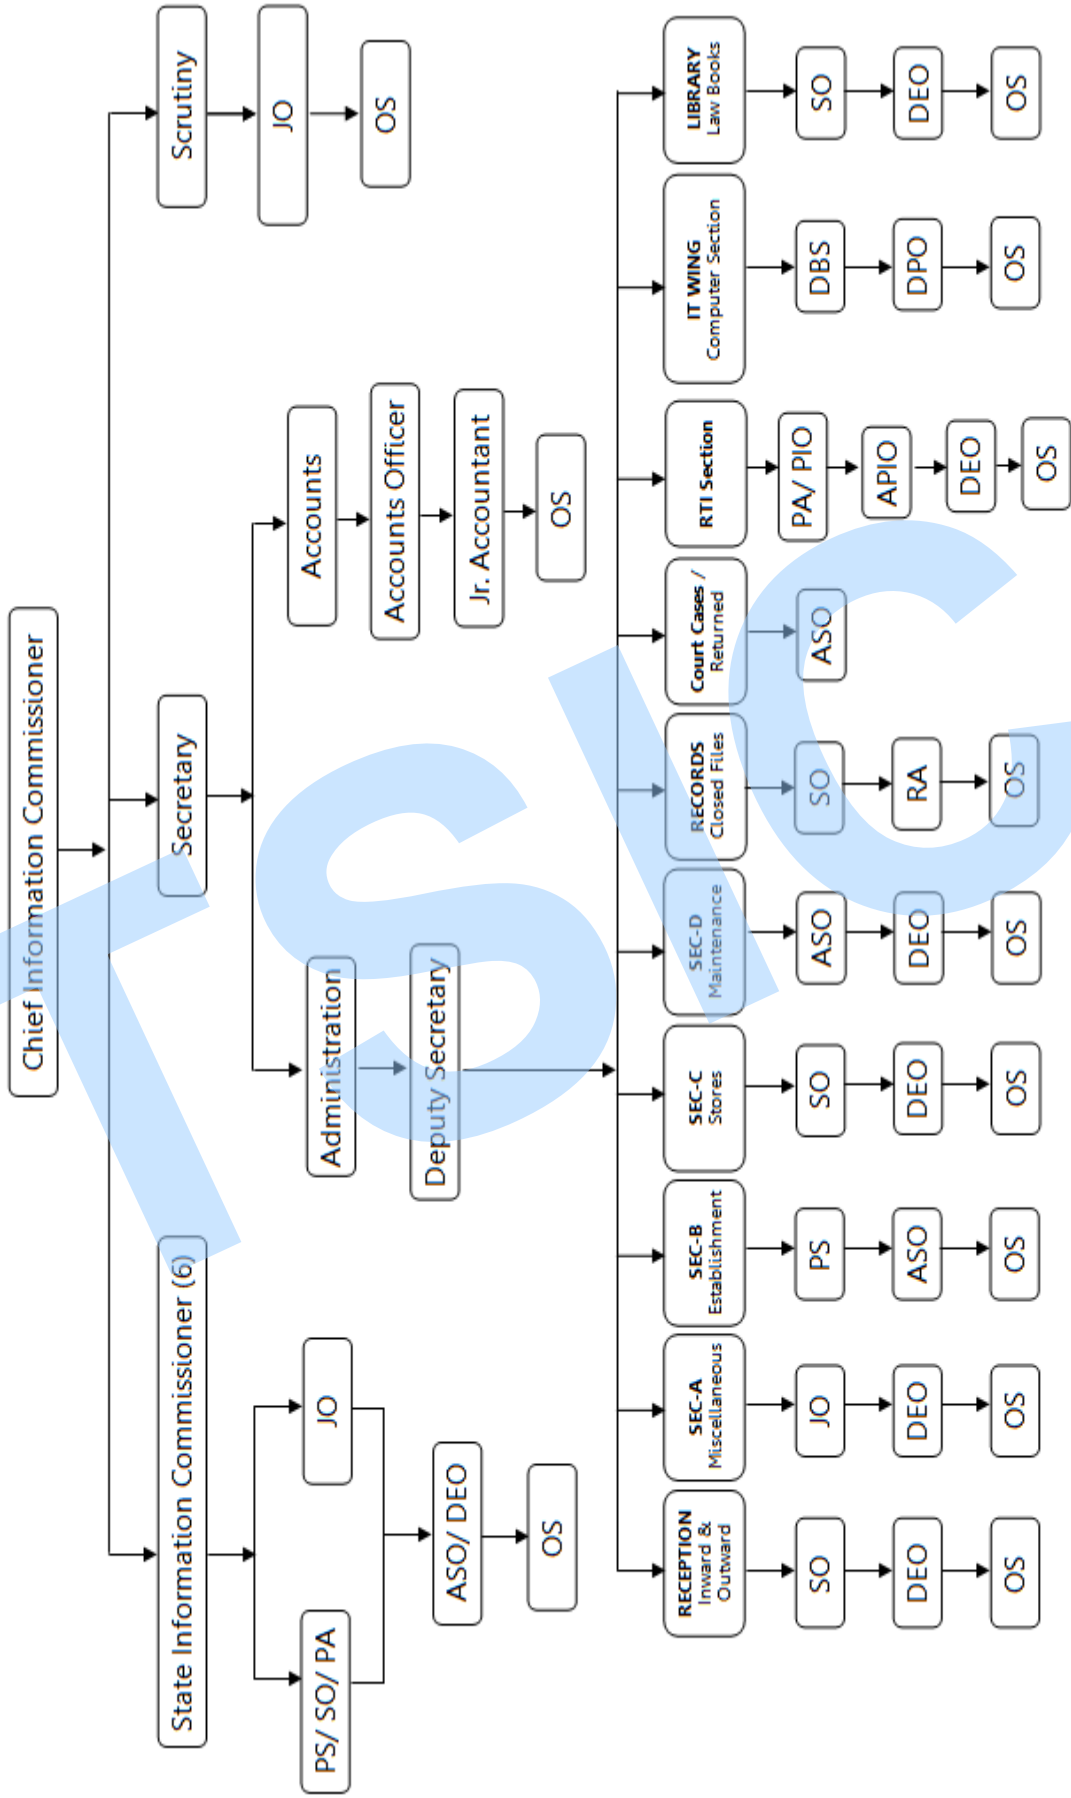 Chief Information Commissioner
State Information Commissioner (6)
Secretary
Scrutiny
PS/ SO/ PA
JO
ASO/ DEO
OS
Administration
Deputy Secretary
Accounts
Accounts Officer
Jr. Accountant
OS
JO
OS
RECEPTION
Inward &
Outward
SO
DEO
OS
SEC-A
Miscellaneous
JO
DEO
OS
SEC-B
Establishment
PS
ASO
OS
SEC-C
Stores
SO
DEO
OS
SEC-D
Maintenance
ASO
DEO
OS
RECORDS
Closed Files
SO
RA
OS
Court Cases /
Returned
ASO
RTI Section
PA/ PIO
APIO
DEO
OS
IT WING
Computer Section
DBS
DPO
OS
LIBRARY
Law Books
SO
DEO
OS
TSIC